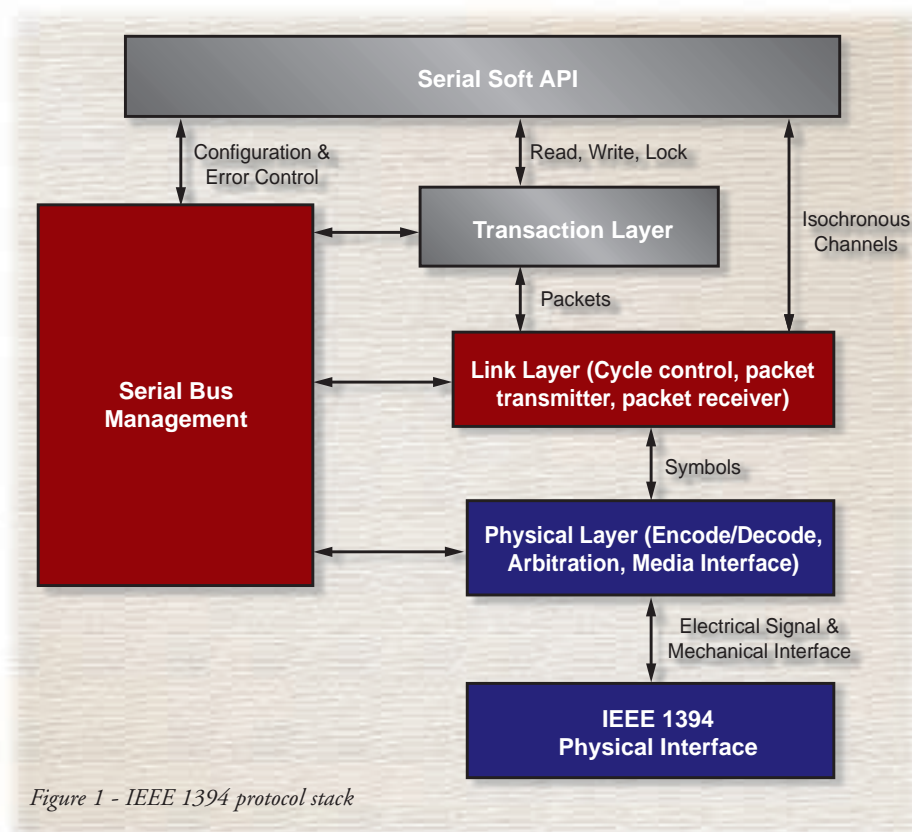 Serial Soft API
Configuration &
Error Control
Read, Write, Lock
Isochronous
Channels
Transaction Layer
Packets
Serial Bus
Management
Link Layer (Cycle control, packet
transmitter, packet receiver)
Symbols
Physical Layer (Encode/Decode,
Arbitration, Media Interface)
Electrical Signal &
Mechanical Interface
IEEE 1394
Physical Interface
Figure 1 - IEEE 1394 protocol stack